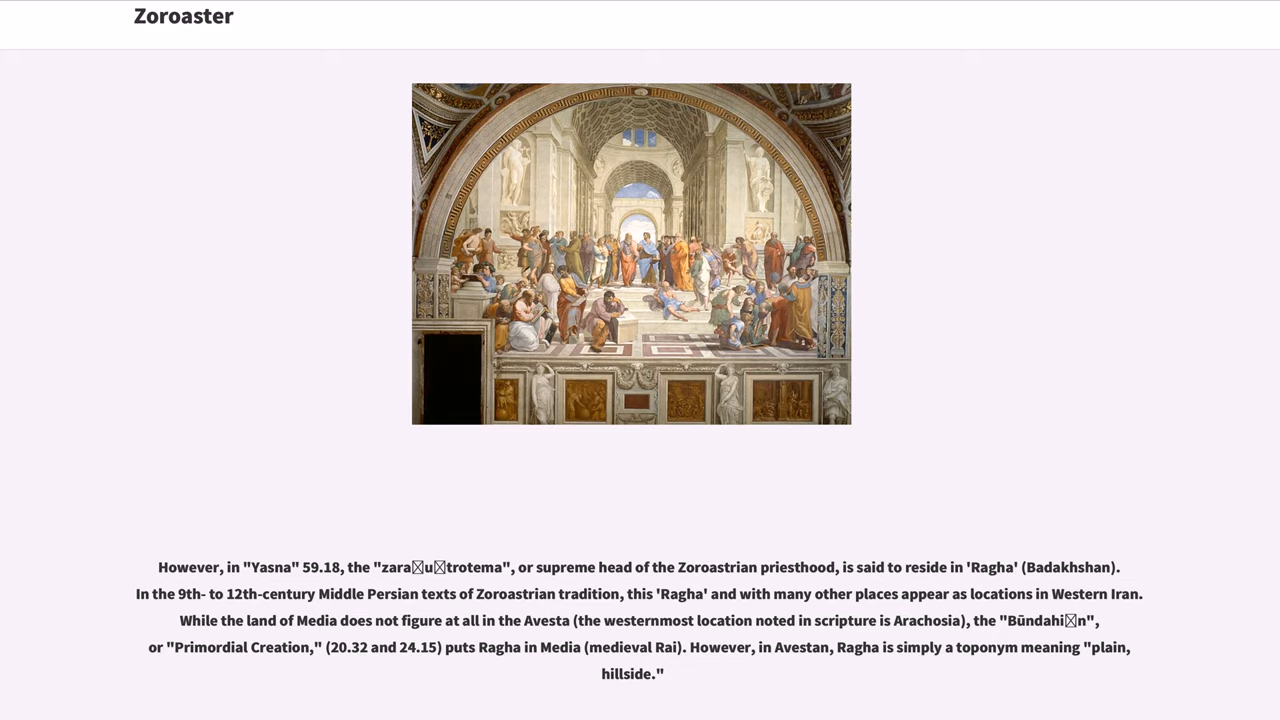 Zoroaster
However, in "Yasna" 59.18, the "zara□u□trotema", or supreme head of the Zoroastrian priesthood, is said to reside in 'Ragha' (Badakhshan).
In the 9th- to 12th-century Middle Persian texts of Zoroastrian tradition, this 'Ragha' and with many other places appear as locations in Western Iran.
While the land of Media does not figure at all in the Avesta (the westernmost location noted in scripture is Arachosia), the "Būndahi□n",
or "Primordial Creation," (20.32 and 24.15) puts Ragha in Media (medieval Rai). However, in Avestan, Ragha is simply a toponym meaning "plain,
hillside."